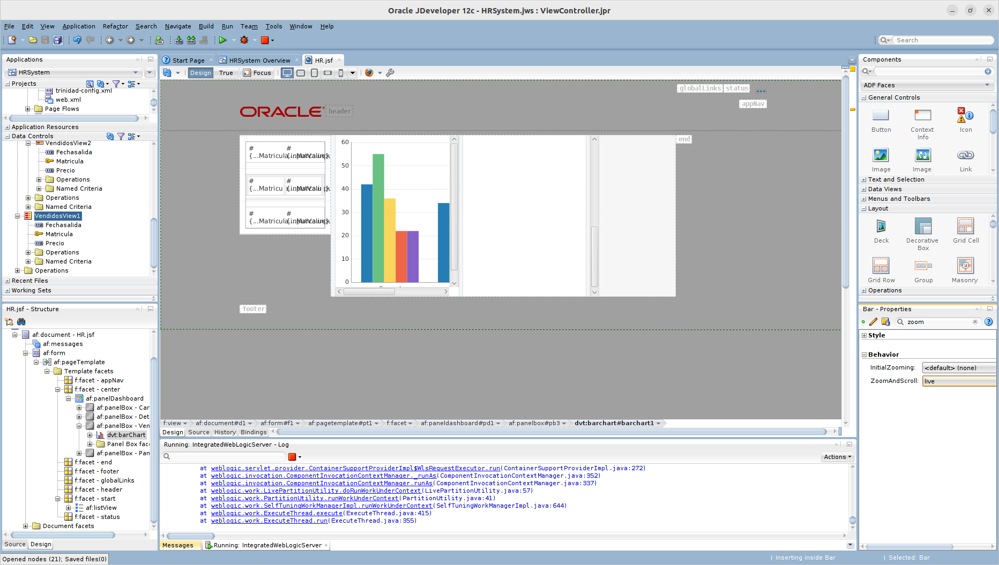 Oracle JDeveloper 12c - HRSystem.jws : ViewController.jpr
File Edit View Application Refactor Search Navigate Build Run Team Tools Window Help
Search
Applications
HRSystem
Projects
trinidad-config.xml
web.xml
Page Flows
Application Resources
Data Controls
VendidosView2
Fechasalida
Matricula
Precio
Operations
Named Criteria
Operations
Named Criteria
VendidosView1
Fechasalida
Matricula
Precio
Operations
Named Criteria
Operations
Recent Files
Working Sets
HR.jsf - Structure
af:document - HR.jsf
af:messages
af:form
af:pageTemplate
Template facets
f:facet - appNav
f:facet - center
af:panelDashboard
af:panelBox - Car
af:panelBox - Det
af:panelBox - Ven
dvt:barChart
Panel Box face
af:panelBox - Pan
f:facet - end
f:facet - footer
f:facet - globalLinks
f:facet - header
f:facet - start
af:listView
f:facet - status
Document facets
Source Design
Opened nodes (21); Saved files(0)
Start Page HRSystem Overview HR.jsf
Design True Focus
globalLinks status
appNav
ORACLE header
end
# #
{...Matricula
# #
{...Matricu
# #
{...Matricula
60
50
40
30
20
10
0
footer
f:view af:document#d1 af:form#f1 af:pagetemplate#pt1 f:facet af:paneldashboard#pd1 af:panelbox#pb3 dvt:barchart#barchart1
Design Source History Bindings
Running: IntegratedWebLogicServer - Log
Actions
at weblogic.servlet.provider.ContainerSupportProviderImpl$WlsRequestExecutor.run(ContainerSupportProviderImpl.java:272)
at weblogic.invocation.ComponentInvocationContextManager._runAs(ComponentInvocationContextManager.java:352)
at weblogic.invocation.ComponentInvocationContextManager.runAs(ComponentInvocationContextManager.java:337)
at weblogic.work.LivePartitionUtility.doRunWorkUnderContext(LivePartitionUtility.java:57)
at weblogic.work.PartitionUtility.runWorkUnderContext(PartitionUtility.java:41)
at weblogic.work.SelfTuningWorkManagerImpl.runWorkUnderContext(SelfTuningWorkManagerImpl.java:644)
at weblogic.work.ExecuteThread.execute(ExecuteThread.java:415)
at weblogic.work.ExecuteThread.run(ExecuteThread.java:355)
Messages Running: IntegratedWebLogicServer
Components
ADF Faces
General Controls
Button Context Info Icon
Image Image Link
Text and Selection
Data Views
Menus and Toolbars
Layout
Deck Decorative Box Grid Cell
Grid Row Group Masonry
Operations
Bar - Properties
zoom
Style
Behavior
InitialZooming: <default> (none)
ZoomAndScroll: live
Inserting inside Bar Selected: Bar